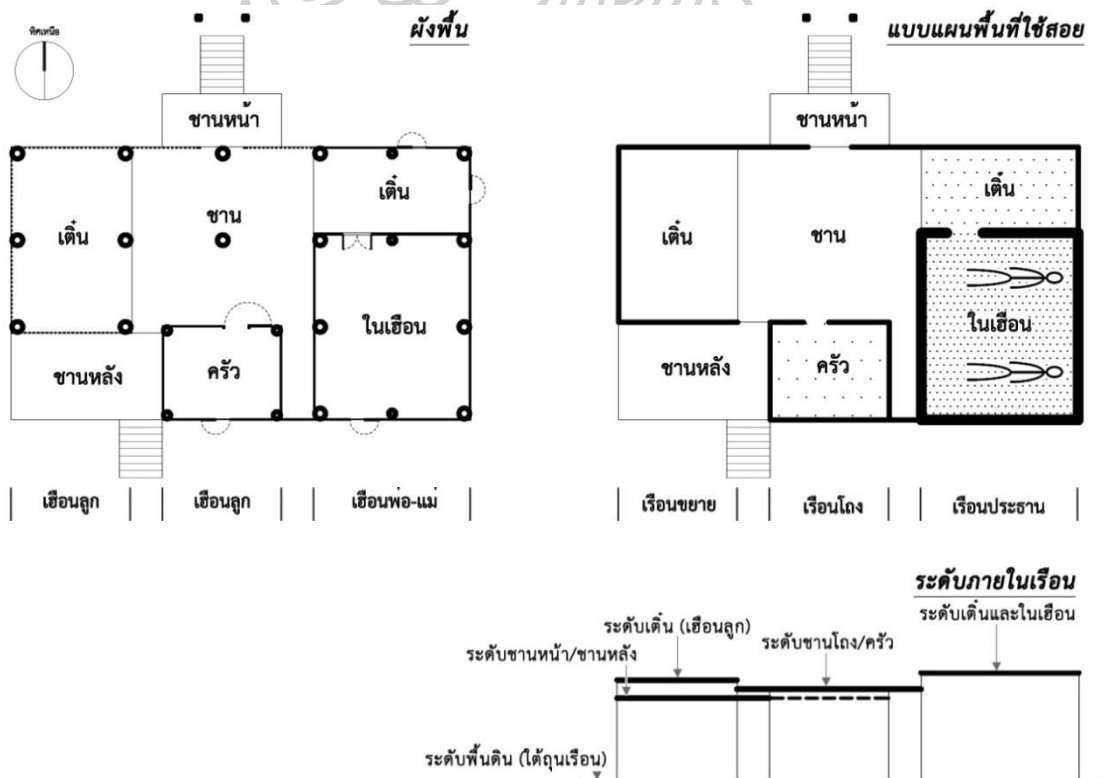 ผังพื้น
ทิศเหนือ
ชานหน้า
เติ๋น
ชาน
เติ๋น
ในเฮือน
ชานหลัง
ครัว
เฮือนลูก
เฮือนลูก
เฮือนพ่อ-แม่
แบบแผนพื้นที่ใช้สอย
ชานหน้า
เติ๋น
ชาน
เติ๋น
ในเฮือน
ชานหลัง
ครัว
เรือนขยาย
เรือนโถง
เรือนประธาน
ระดับภายในเรือน
ระดับเติ๋นและในเฮือน
ระดับเติ๋น (เฮือนลูก)
ระดับชานโถง/ครัว
ระดับชานหน้า/ชานหลัง
ระดับพื้นดิน (ใต้ถุนเรือน)